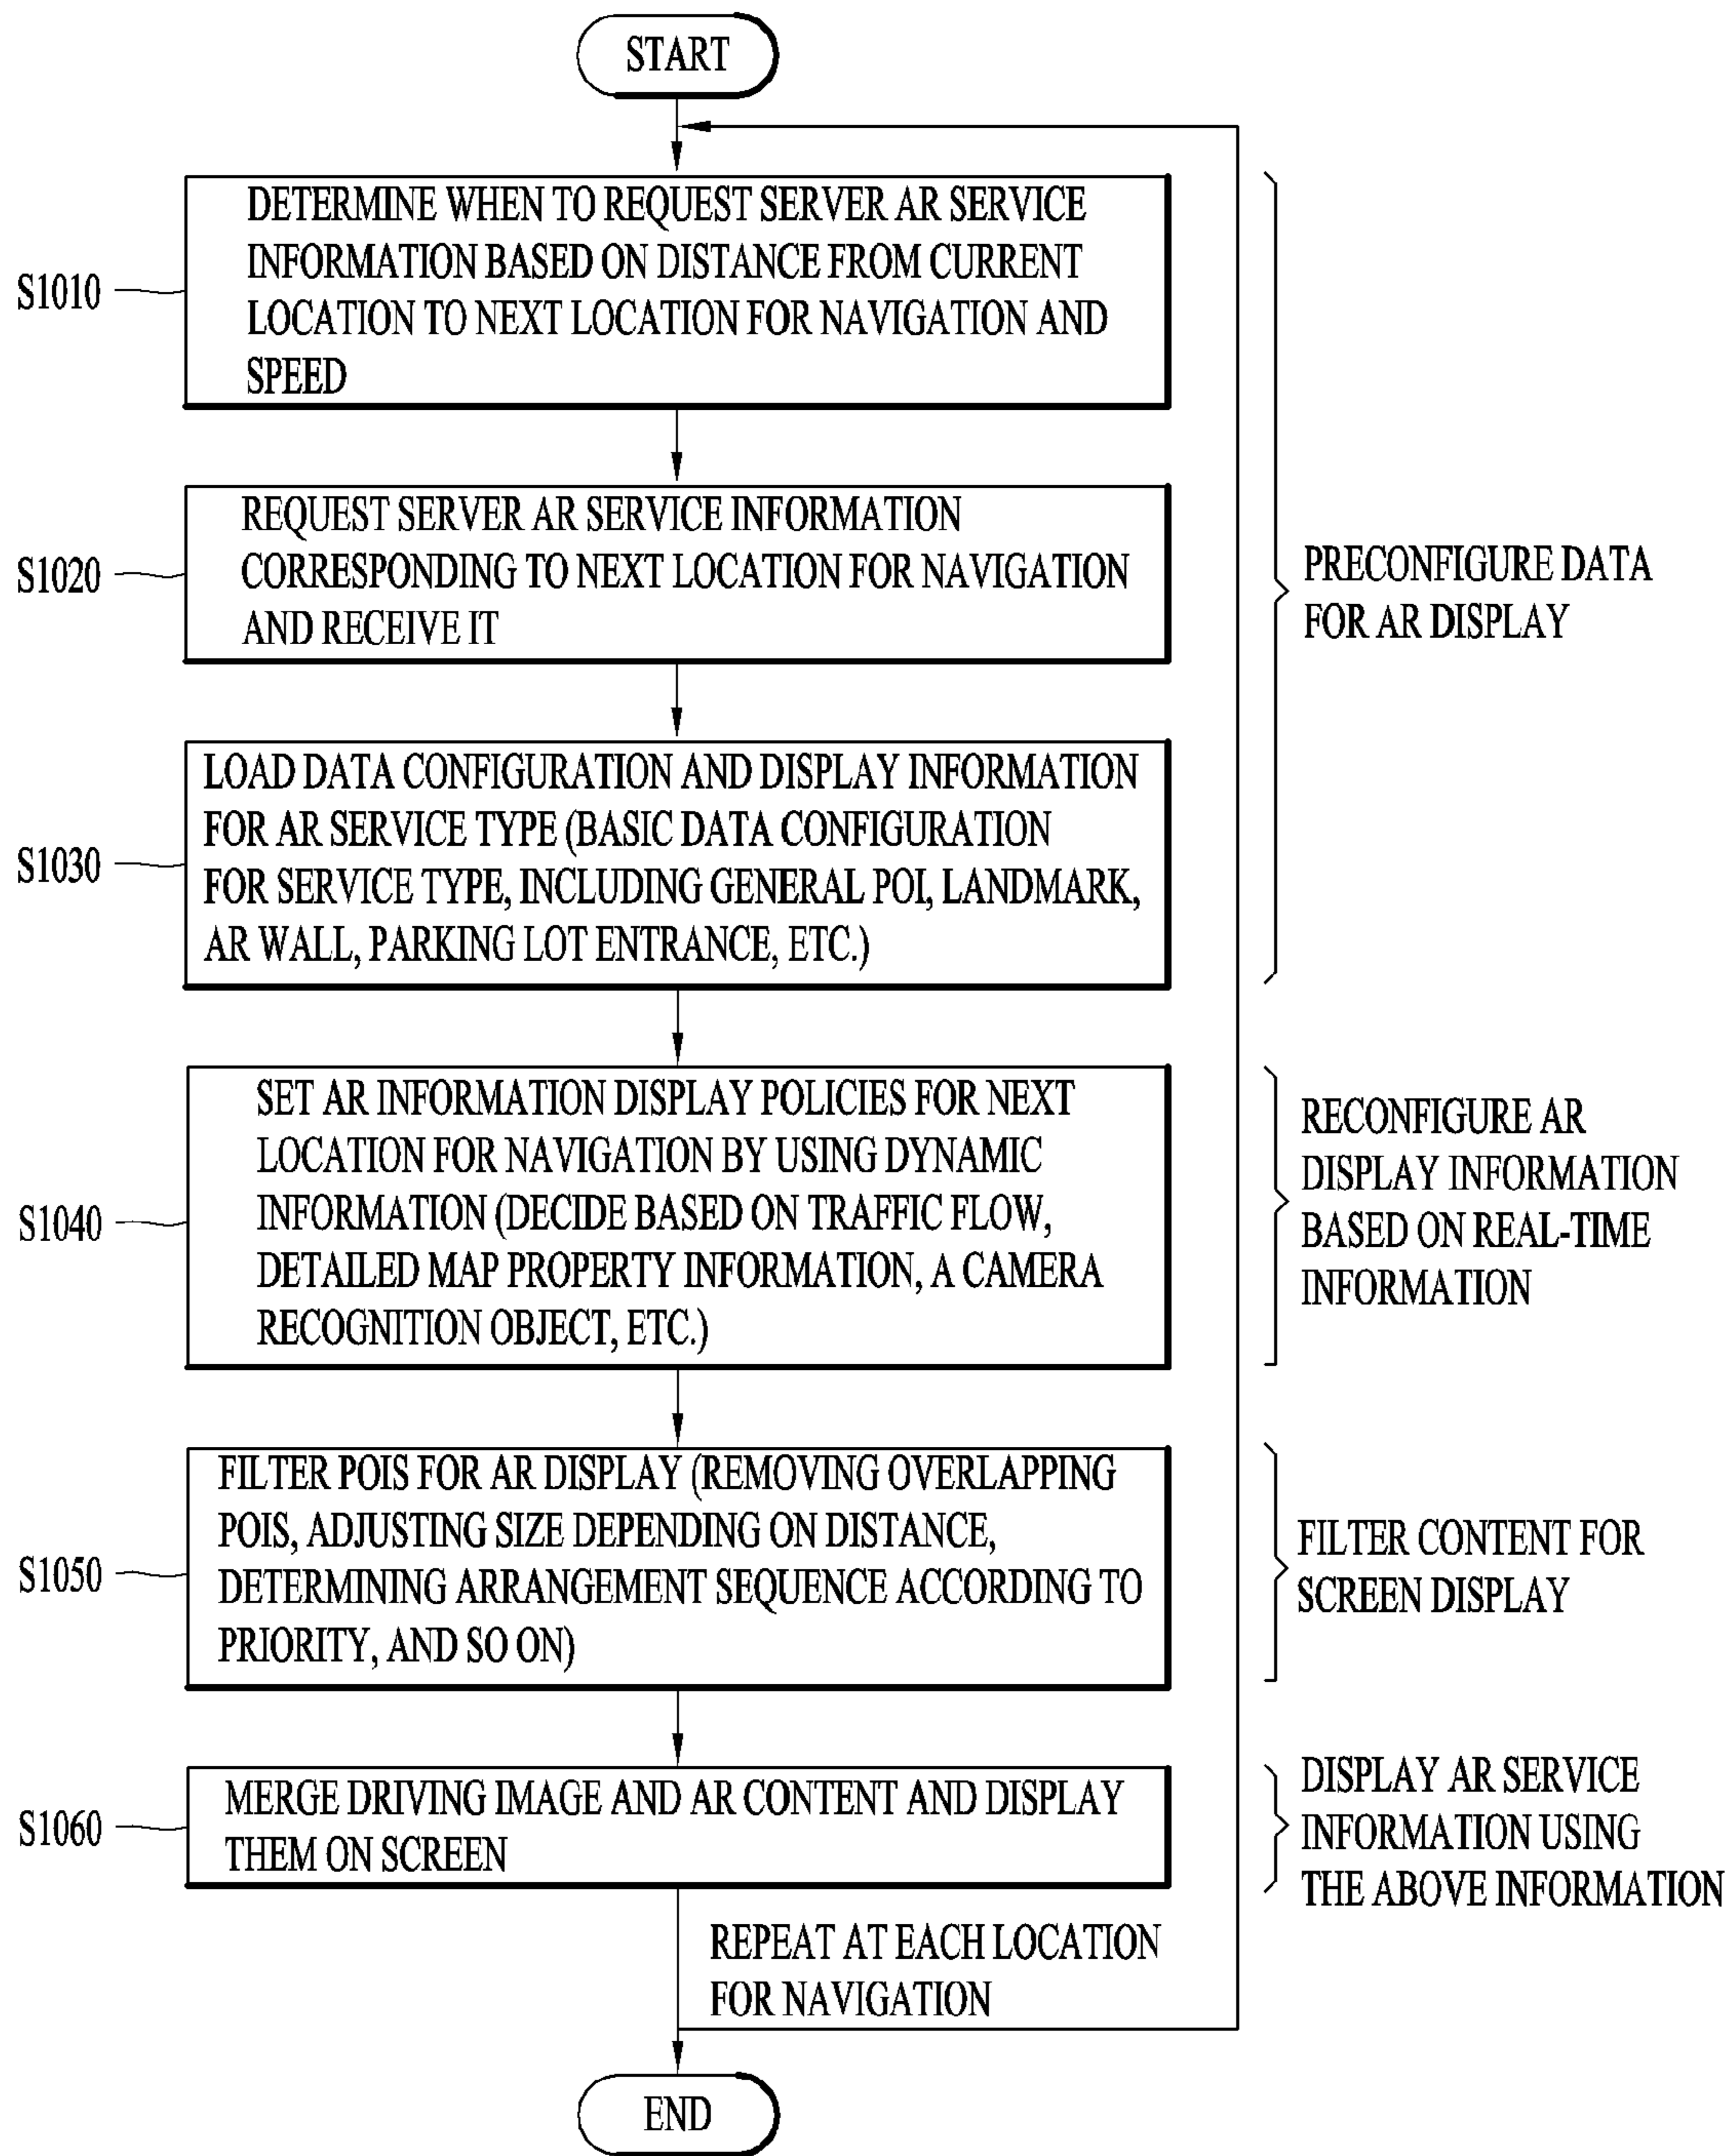 START
S1010
DETERMINE WHEN TO REQUEST SERVER AR SERVICE
INFORMATION BASED ON DISTANCE FROM CURRENT
LOCATION TO NEXT LOCATION FOR NAVIGATION AND
SPEED
S1020
REQUEST SERVER AR SERVICE INFORMATION
CORRESPONDING TO NEXT LOCATION FOR NAVIGATION
AND RECEIVE IT
S1030
LOAD DATA CONFIGURATION AND DISPLAY INFORMATION
FOR AR SERVICE TYPE (BASIC DATA CONFIGURATION
FOR SERVICE TYPE, INCLUDING GENERAL POI, LANDMARK,
AR WALL, PARKING LOT ENTRANCE, ETC.)
PRECONFIGURE DATA
FOR AR DISPLAY
S1040
SET AR INFORMATION DISPLAY POLICIES FOR NEXT
LOCATION FOR NAVIGATION BY USING DYNAMIC
INFORMATION (DECIDE BASED ON TRAFFIC FLOW,
DETAILED MAP PROPERTY INFORMATION, A CAMERA
RECOGNITION OBJECT, ETC.)
RECONFIGURE AR
DISPLAY INFORMATION
BASED ON REAL-TIME
INFORMATION
S1050
FILTER POIS FOR AR DISPLAY (REMOVING OVERLAPPING
POIS, ADJUSTING SIZE DEPENDING ON DISTANCE,
DETERMINING ARRANGEMENT SEQUENCE ACCORDING TO
PRIORITY, AND SO ON)
FILTER CONTENT FOR
SCREEN DISPLAY
S1060
MERGE DRIVING IMAGE AND AR CONTENT AND DISPLAY
THEM ON SCREEN
DISPLAY AR SERVICE
INFORMATION USING
THE ABOVE INFORMATION
REPEAT AT EACH LOCATION
FOR NAVIGATION
END